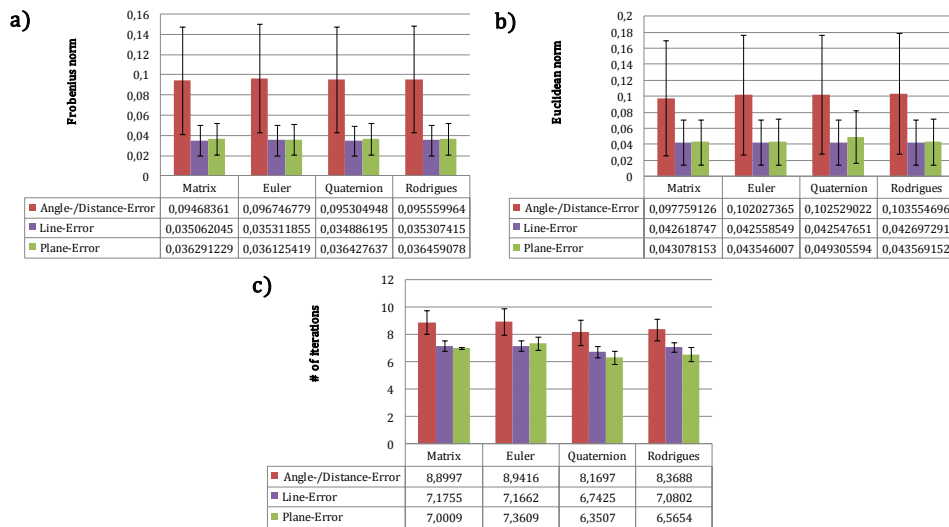 a)
Frobenius norm
0,16
0,14
0,12
0,1
0,08
0,06
0,04
0,02
0
Matrix Euler Quaternion Rodrigues
Angle-/Distance-Error 0,09468361 0,096746779 0,095304948 0,095559964
Line-Error 0,035062045 0,035311855 0,034886195 0,035307415
Plane-Error 0,036291229 0,036125419 0,036427637 0,036459078
b)
Euclidean norm
0,2
0,18
0,16
0,14
0,12
0,1
0,08
0,06
0,04
0,02
0
Matrix Euler Quaternion Rodrigues
Angle-/Distance-Error 0,097759126 0,102027365 0,102529022 0,103554696
Line-Error 0,042618747 0,042558549 0,042547651 0,042697291
Plane-Error 0,043078153 0,043546007 0,049305594 0,043569152
c)
# of iterations
12
10
8
6
4
2
0
Matrix Euler Quaternion Rodrigues
Angle-/Distance-Error 8,8997 8,9416 8,1697 8,3688
Line-Error 7,1755 7,1662 6,7425 7,0802
Plane-Error 7,0009 7,3609 6,3507 6,5654